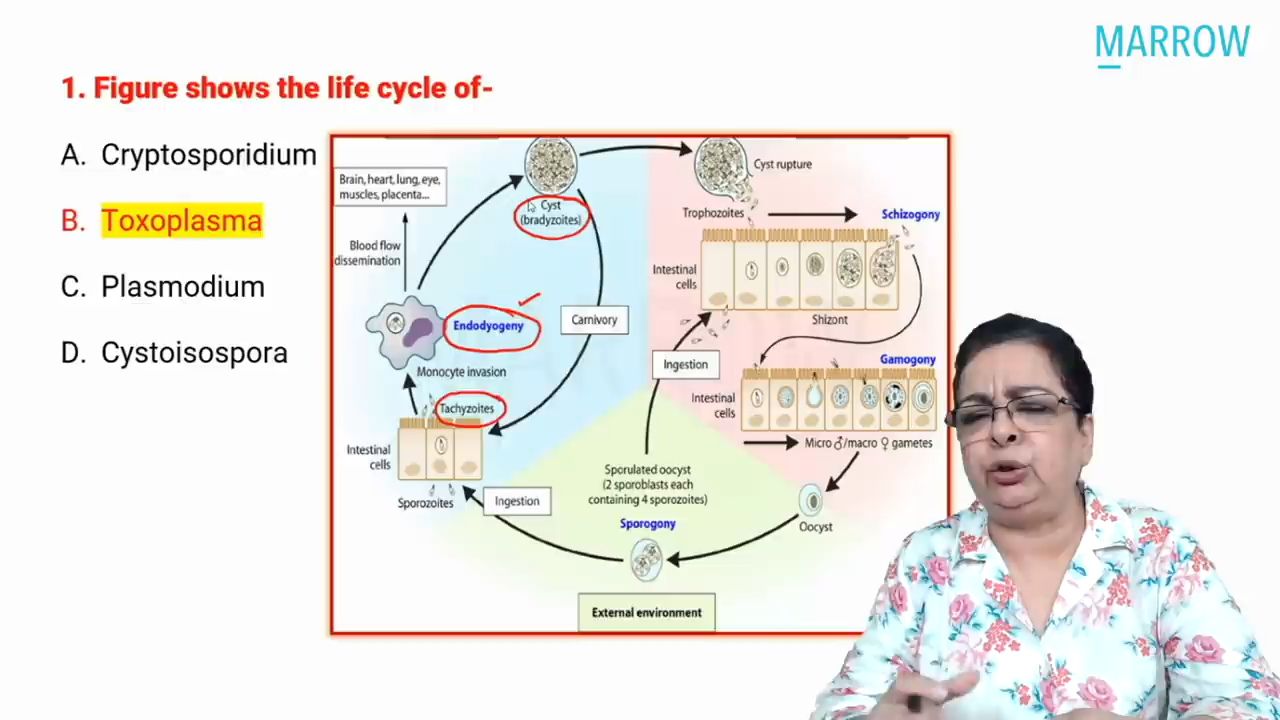 MARROW
1. Figure shows the life cycle of-
A. Cryptosporidium
B. Toxoplasma
C. Plasmodium
D. Cystoisospora
Brain, heart, lung, eye,
muscles, placenta...
Blood flow
dissemination
Cyst
(bradyzoites)
Endodyogeny
Carnivory
Monocyte invasion
Tachyzoites
Intestinal
cells
Sporozoites
Ingestion
Cyst rupture
Trophozoites
Schizogony
Intestinal
cells
Shizont
Ingestion
Gamogony
Intestinal
cells
Micro ♂/macro ♀ gametes
Sporulated oocyst
(2 sporoblasts each
containing 4 sporozoites)
Sporogony
Oocyst
External environment